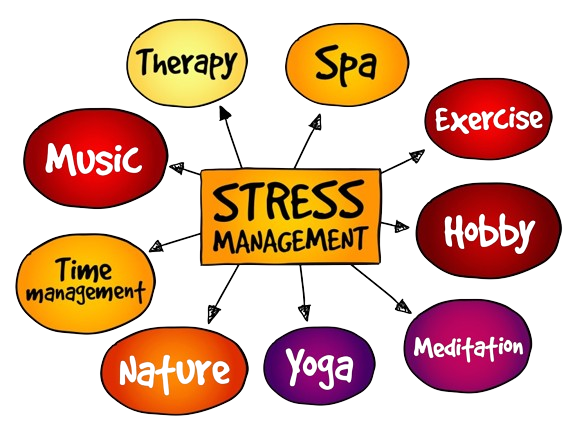 Therapy
Spa
Exercise
Music
STRESS
MANAGEMENT
Hobby
Time
management
Meditation
Nature
Yoga